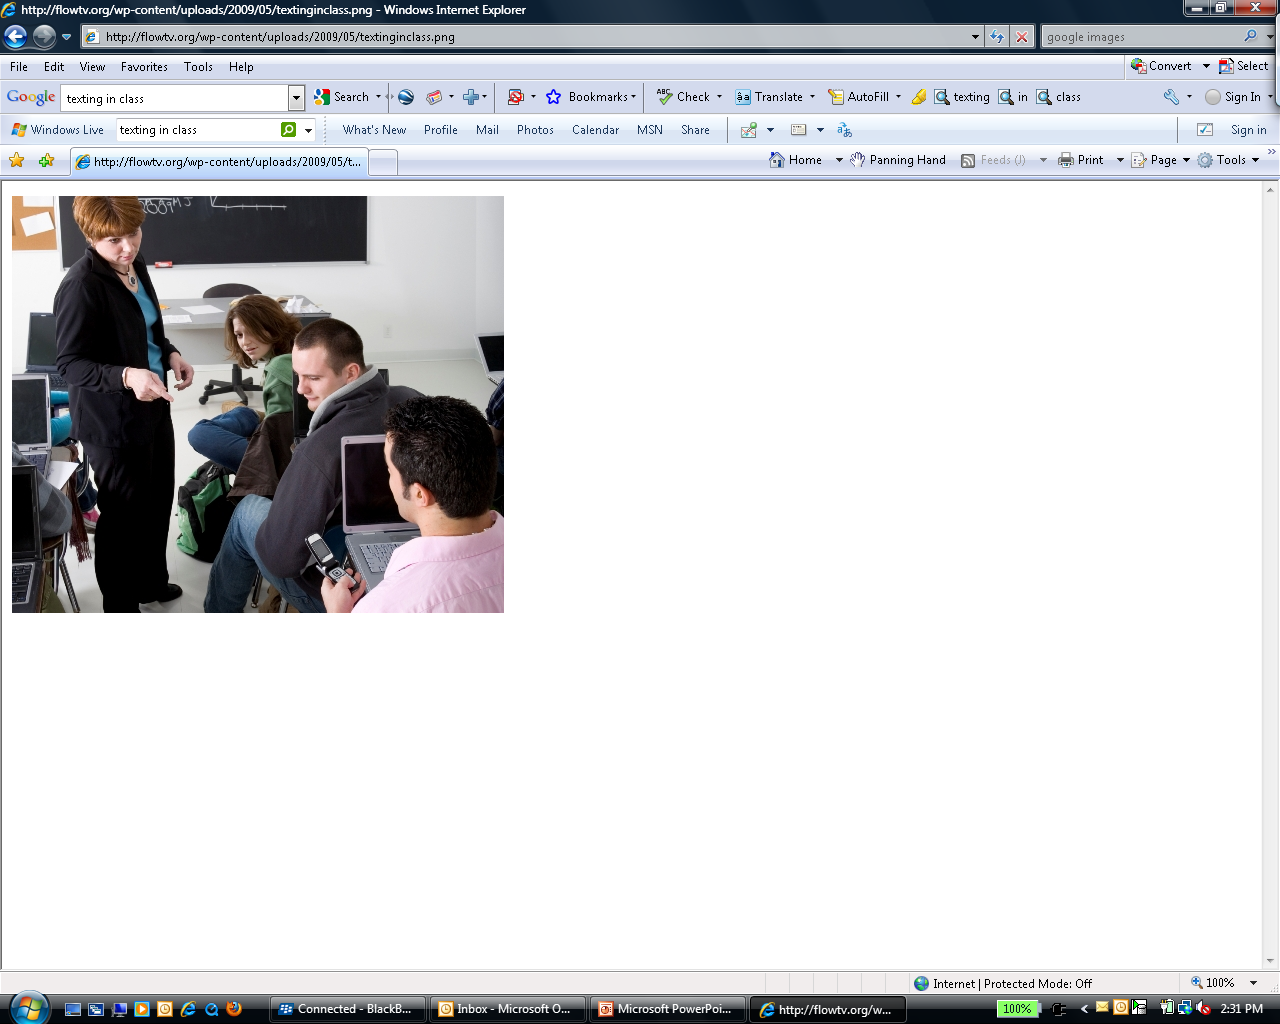 http://flowtv.org/wp-content/uploads/2009/05/textinginclass.png - Windows Internet Explorer
http://flowtv.org/wp-content/uploads/2009/05/textinginclass.png google images
File Edit View Favorites Tools Help Convert Select
Google texting in class Search Bookmarks Check Translate AutoFill texting in class Sign In
Windows Live texting in class What's New Profile Mail Photos Calendar MSN Share Sign in
http://flowtv.org/wp-content/uploads/2009/05/t... Home Panning Hand Feeds (J) Print Page Tools
Internet | Protected Mode: Off 100%
Connected - BlackB... Inbox - Microsoft O... Microsoft PowerPoi... http://flowtv.org/w... 100% 2:31 PM